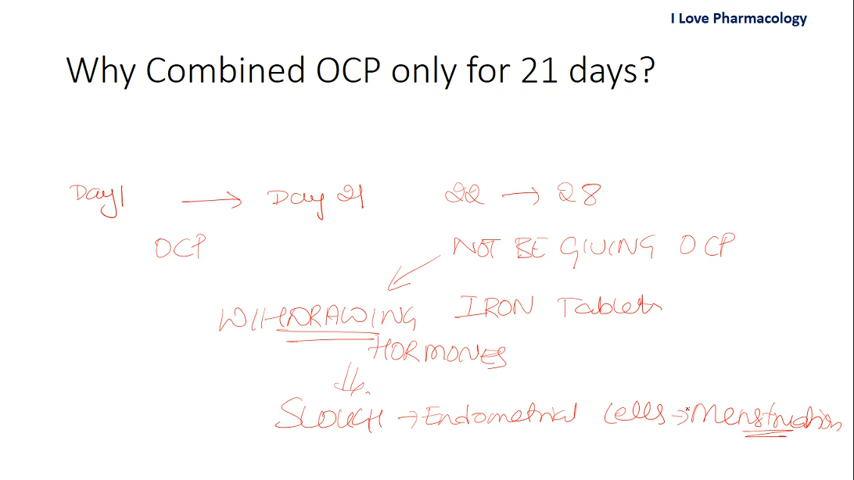 I Love Pharmacology
Why Combined OCP only for 21 days?
Day1 → Day 21 22 → 28
OCP NOT BE GIVING OCP
WITHDRAWING IRON Tablets
HORMONES
SLOUGH → Endometrial Cells → Menstruation